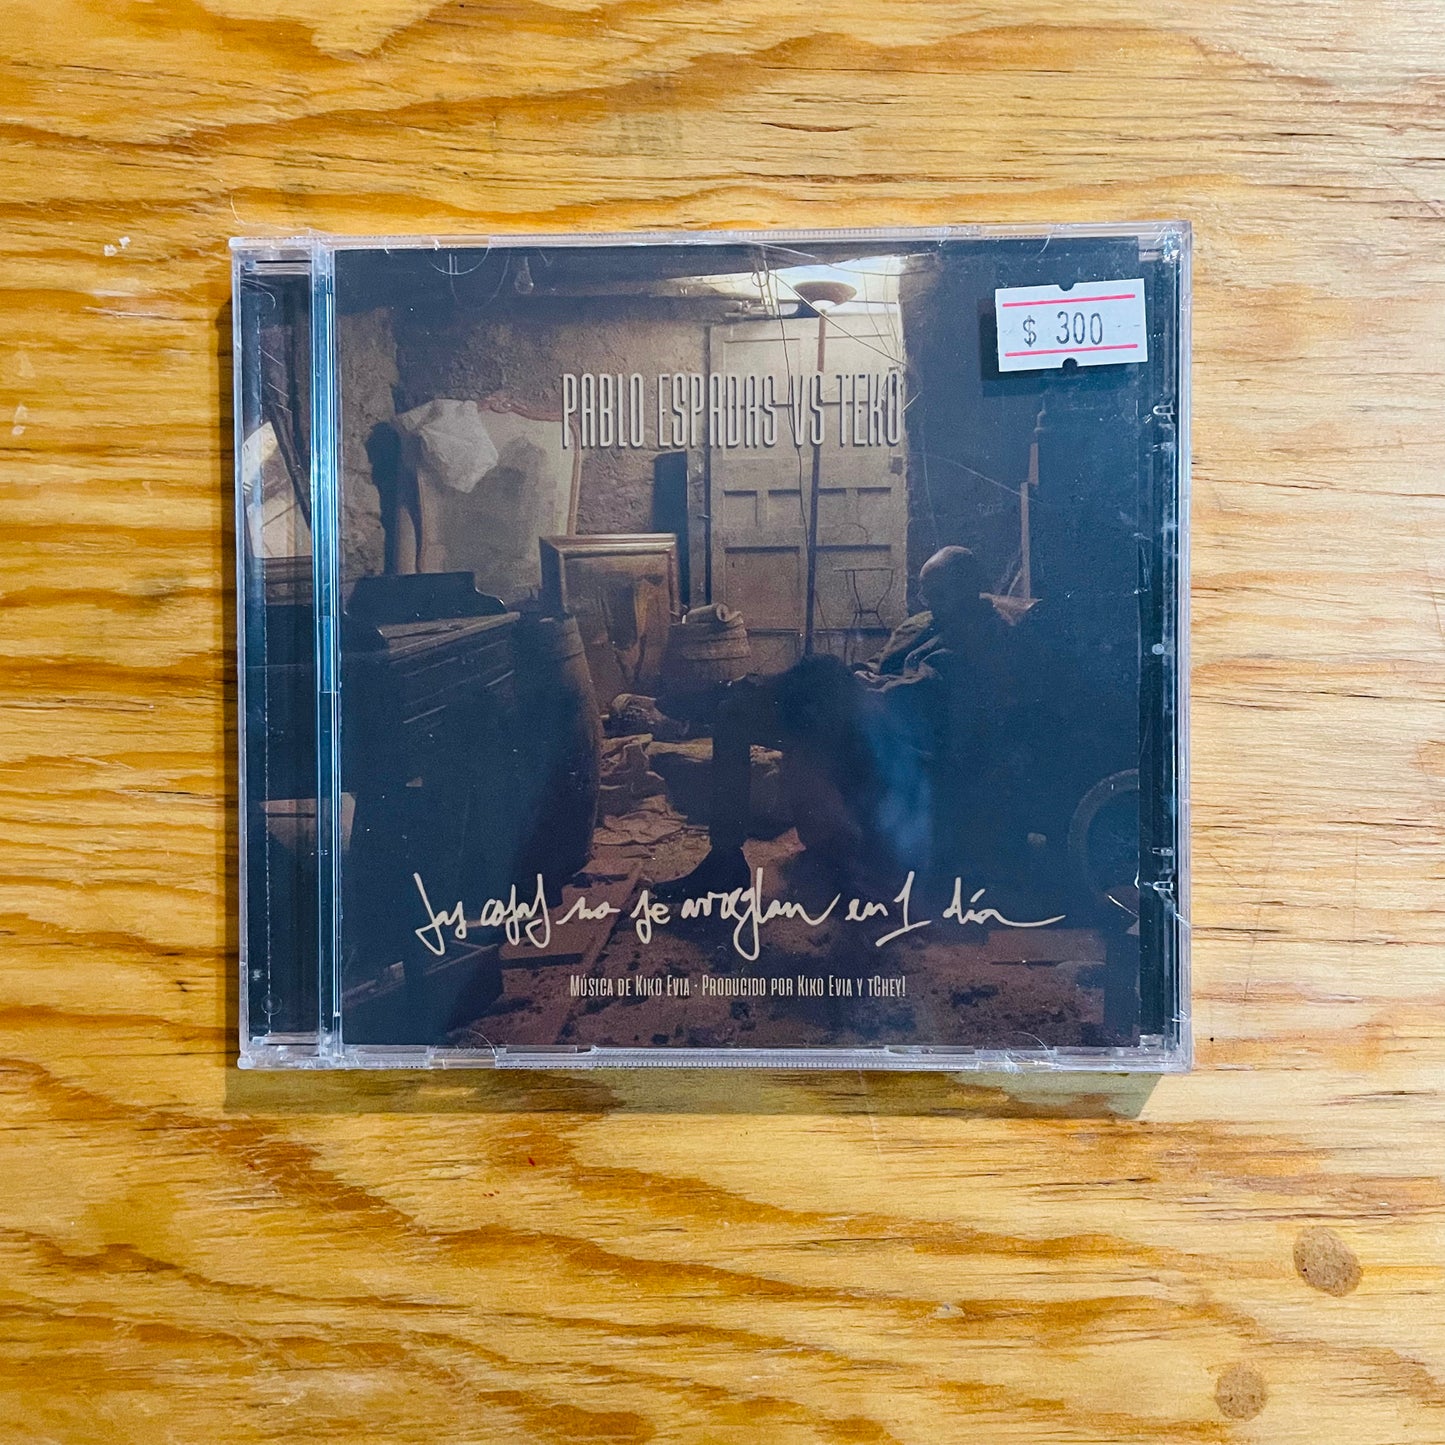 $ 300
PABLO ESPADAS VS TEKÓ
las cosas no se arreglan en 1 día
MÚSICA DE KIKO EVIA · PRODUCIDO POR KIKO EVIA Y TCHEY!